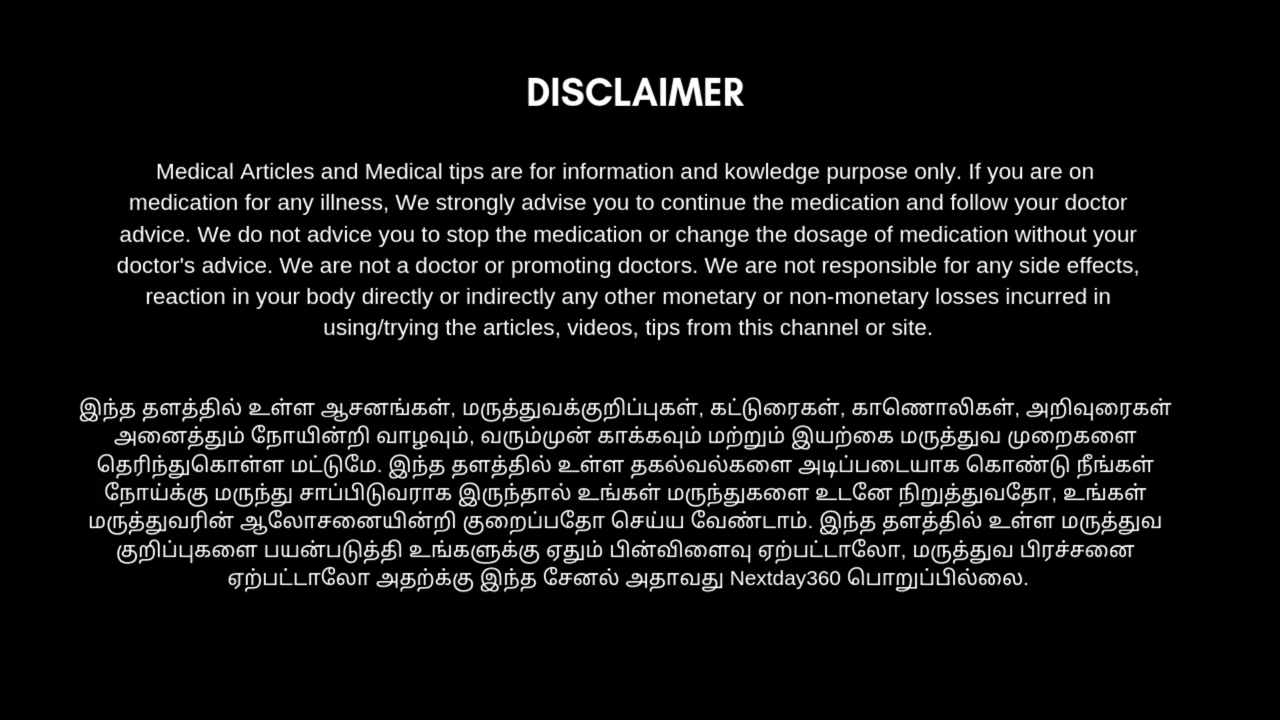 DISCLAIMER
Medical Articles and Medical tips are for information and kowledge purpose only. If you are on
medication for any illness, We strongly advise you to continue the medication and follow your doctor
advice. We do not advice you to stop the medication or change the dosage of medication without your
doctor's advice. We are not a doctor or promoting doctors. We are not responsible for any side effects,
reaction in your body directly or indirectly any other monetary or non-monetary losses incurred in
using/trying the articles, videos, tips from this channel or site.
இந்த தளத்தில் உள்ள ஆசனங்கள், மருத்துவக்குறிப்புகள், கட்டுரைகள், காணொலிகள், அறிவுரைகள்
அனைத்தும் நோயின்றி வாழவும், வரும்முன் காக்கவும் மற்றும் இயற்கை மருத்துவ முறைகளை
தெரிந்துகொள்ள மட்டுமே. இந்த தளத்தில் உள்ள தகல்வல்களை அடிப்படையாக கொண்டு நீங்கள்
நோய்க்கு மருந்து சாப்பிடுவராக இருந்தால் உங்கள் மருந்துகளை உடனே நிறுத்துவதோ, உங்கள்
மருத்துவரின் ஆலோசனையின்றி குறைப்பதோ செய்ய வேண்டாம். இந்த தளத்தில் உள்ள மருத்துவ
குறிப்புகளை பயன்படுத்தி உங்களுக்கு ஏதும் பின்விளைவு ஏற்பட்டாலோ, மருத்துவ பிரச்சனை
ஏற்பட்டாலோ அதற்க்கு இந்த சேனல் அதாவது Nextday360 பொறுப்பில்லை.